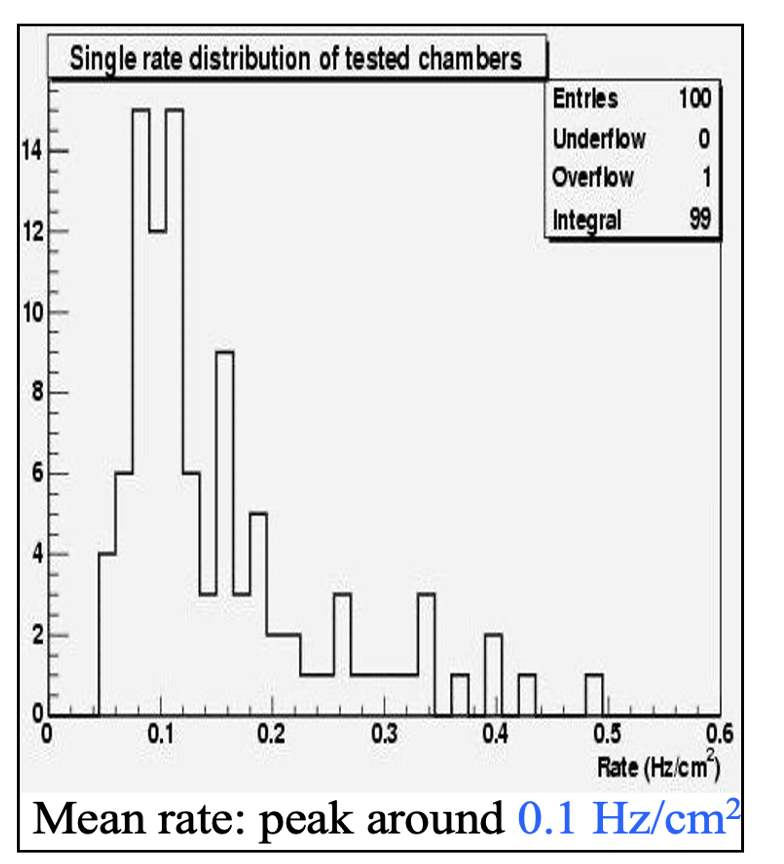 Single rate distribution of tested chambers
Entries 100
Underflow 0
Overflow 1
Integral 99
14
12
10
8
6
4
2
0
0 0.1 0.2 0.3 0.4 0.5 0.6
Rate (Hz/cm²)
Mean rate: peak around 0.1 Hz/cm²